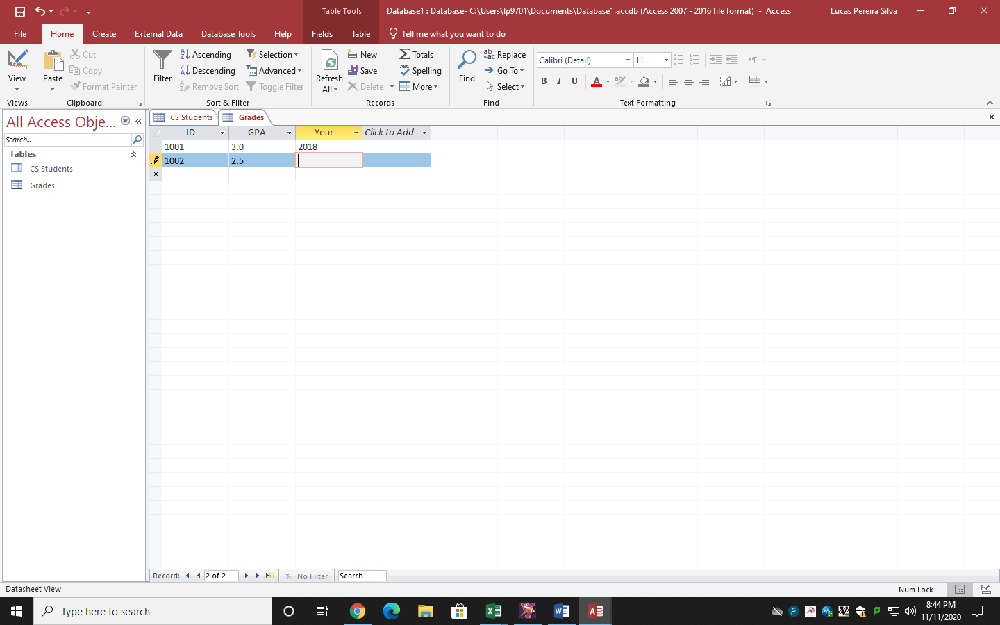 Table Tools
Database1 : Database- C:\Users\lp9701\Documents\Database1.accdb (Access 2007 - 2016 file format) - Access
Lucas Pereira Silva
File Home Create External Data Database Tools Help Fields Table Tell me what you want to do
View
Views
Paste
Cut
Copy
Format Painter
Clipboard
Filter
Ascending
Descending
Remove Sort
Selection
Advanced
Toggle Filter
Sort & Filter
Refresh
All
New
Save
Delete
Totals
Spelling
More
Records
Find
Replace
Go To
Select
Find
Calibri (Detail)
11
B I U
Text Formatting
All Access Obje...
Search...
Tables
CS Students
Grades
CS Students Grades
ID GPA Year Click to Add
1001 3.0 2018
1002 2.5
Record: 2 of 2 No Filter Search
Datasheet View
Num Lock
Type here to search
8:44 PM
11/11/2020